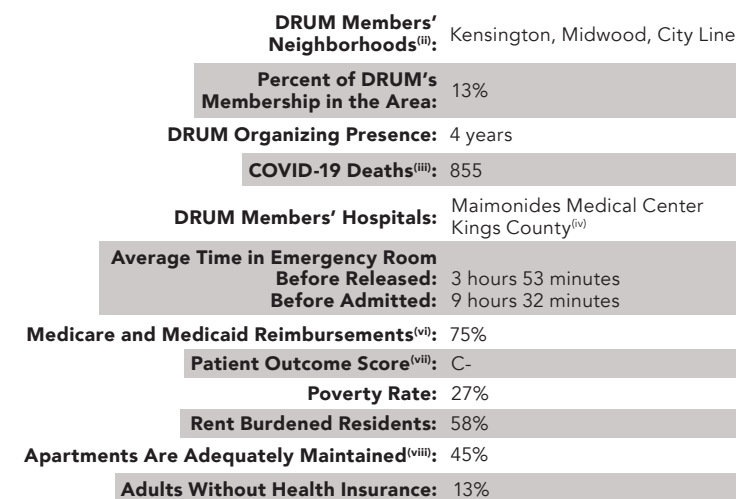 DRUM Members'
Neighborhoods(ii): Kensington, Midwood, City Line
Percent of DRUM's
Membership in the Area: 13%
DRUM Organizing Presence: 4 years
COVID-19 Deaths(iii): 855
DRUM Members' Hospitals: Maimonides Medical Center
Kings County(iv)
Average Time in Emergency Room
Before Released: 3 hours 53 minutes
Before Admitted: 9 hours 32 minutes
Medicare and Medicaid Reimbursements(vi): 75%
Patient Outcome Score(vii): C-
Poverty Rate: 27%
Rent Burdened Residents: 58%
Apartments Are Adequately Maintained(viii): 45%
Adults Without Health Insurance: 13%